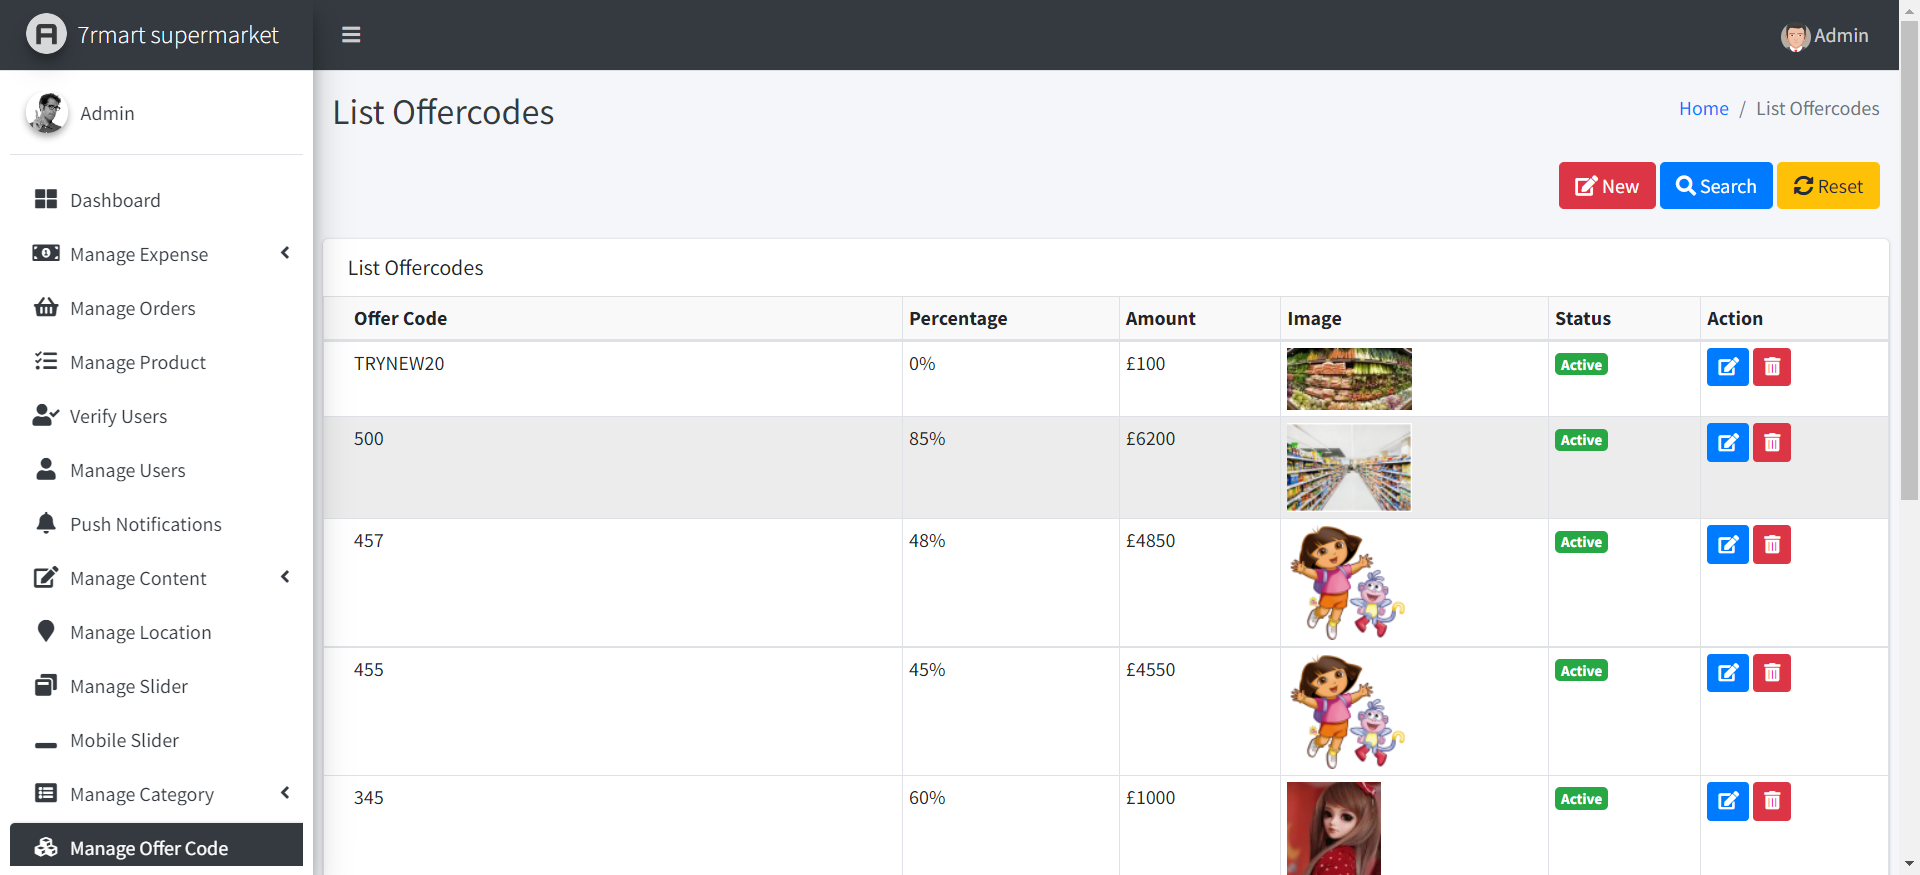 7rmart supermarket
Admin
Admin
Dashboard
Manage Expense
Manage Orders
Manage Product
Verify Users
Manage Users
Push Notifications
Manage Content
Manage Location
Manage Slider
Mobile Slider
Manage Category
Manage Offer Code
List Offercodes
Home / List Offercodes
New Search Reset
List Offercodes
Offer Code Percentage Amount Image Status Action
TRYNEW20 0% £100 Active
500 85% £6200 Active
457 48% £4850 Active
455 45% £4550 Active
345 60% £1000 Active